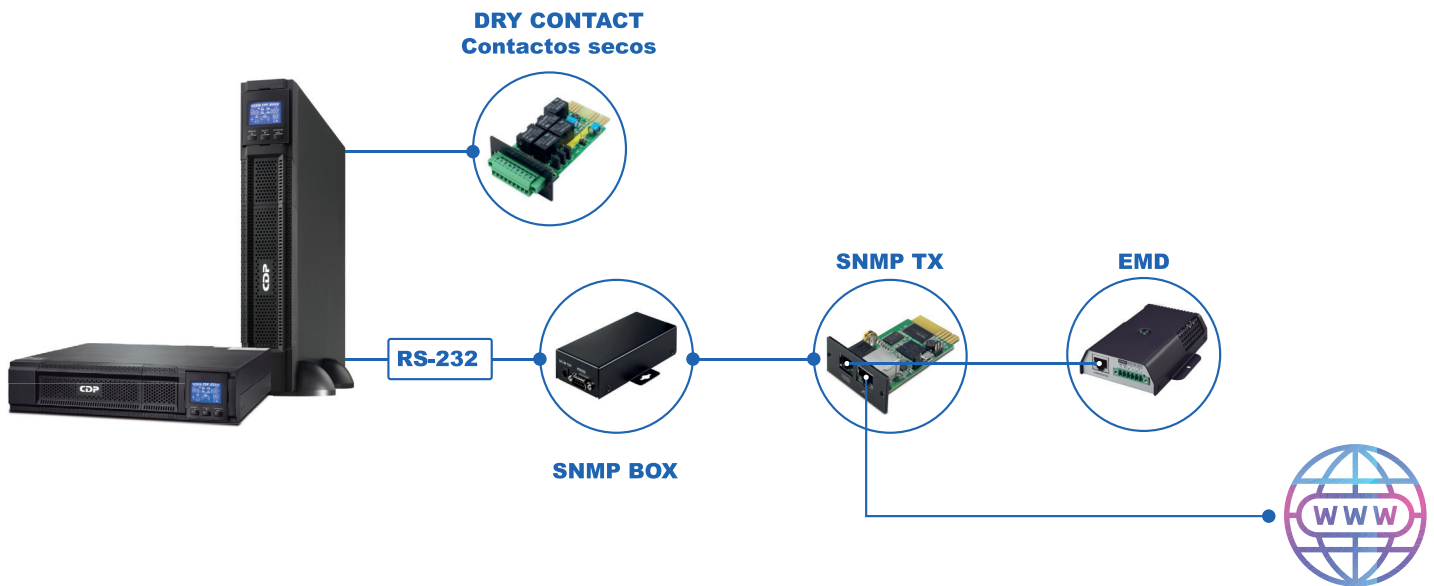 DRY CONTACT
Contactos secos
CDP
CDP
RS-232
SNMP BOX
SNMP TX
EMD
WWW